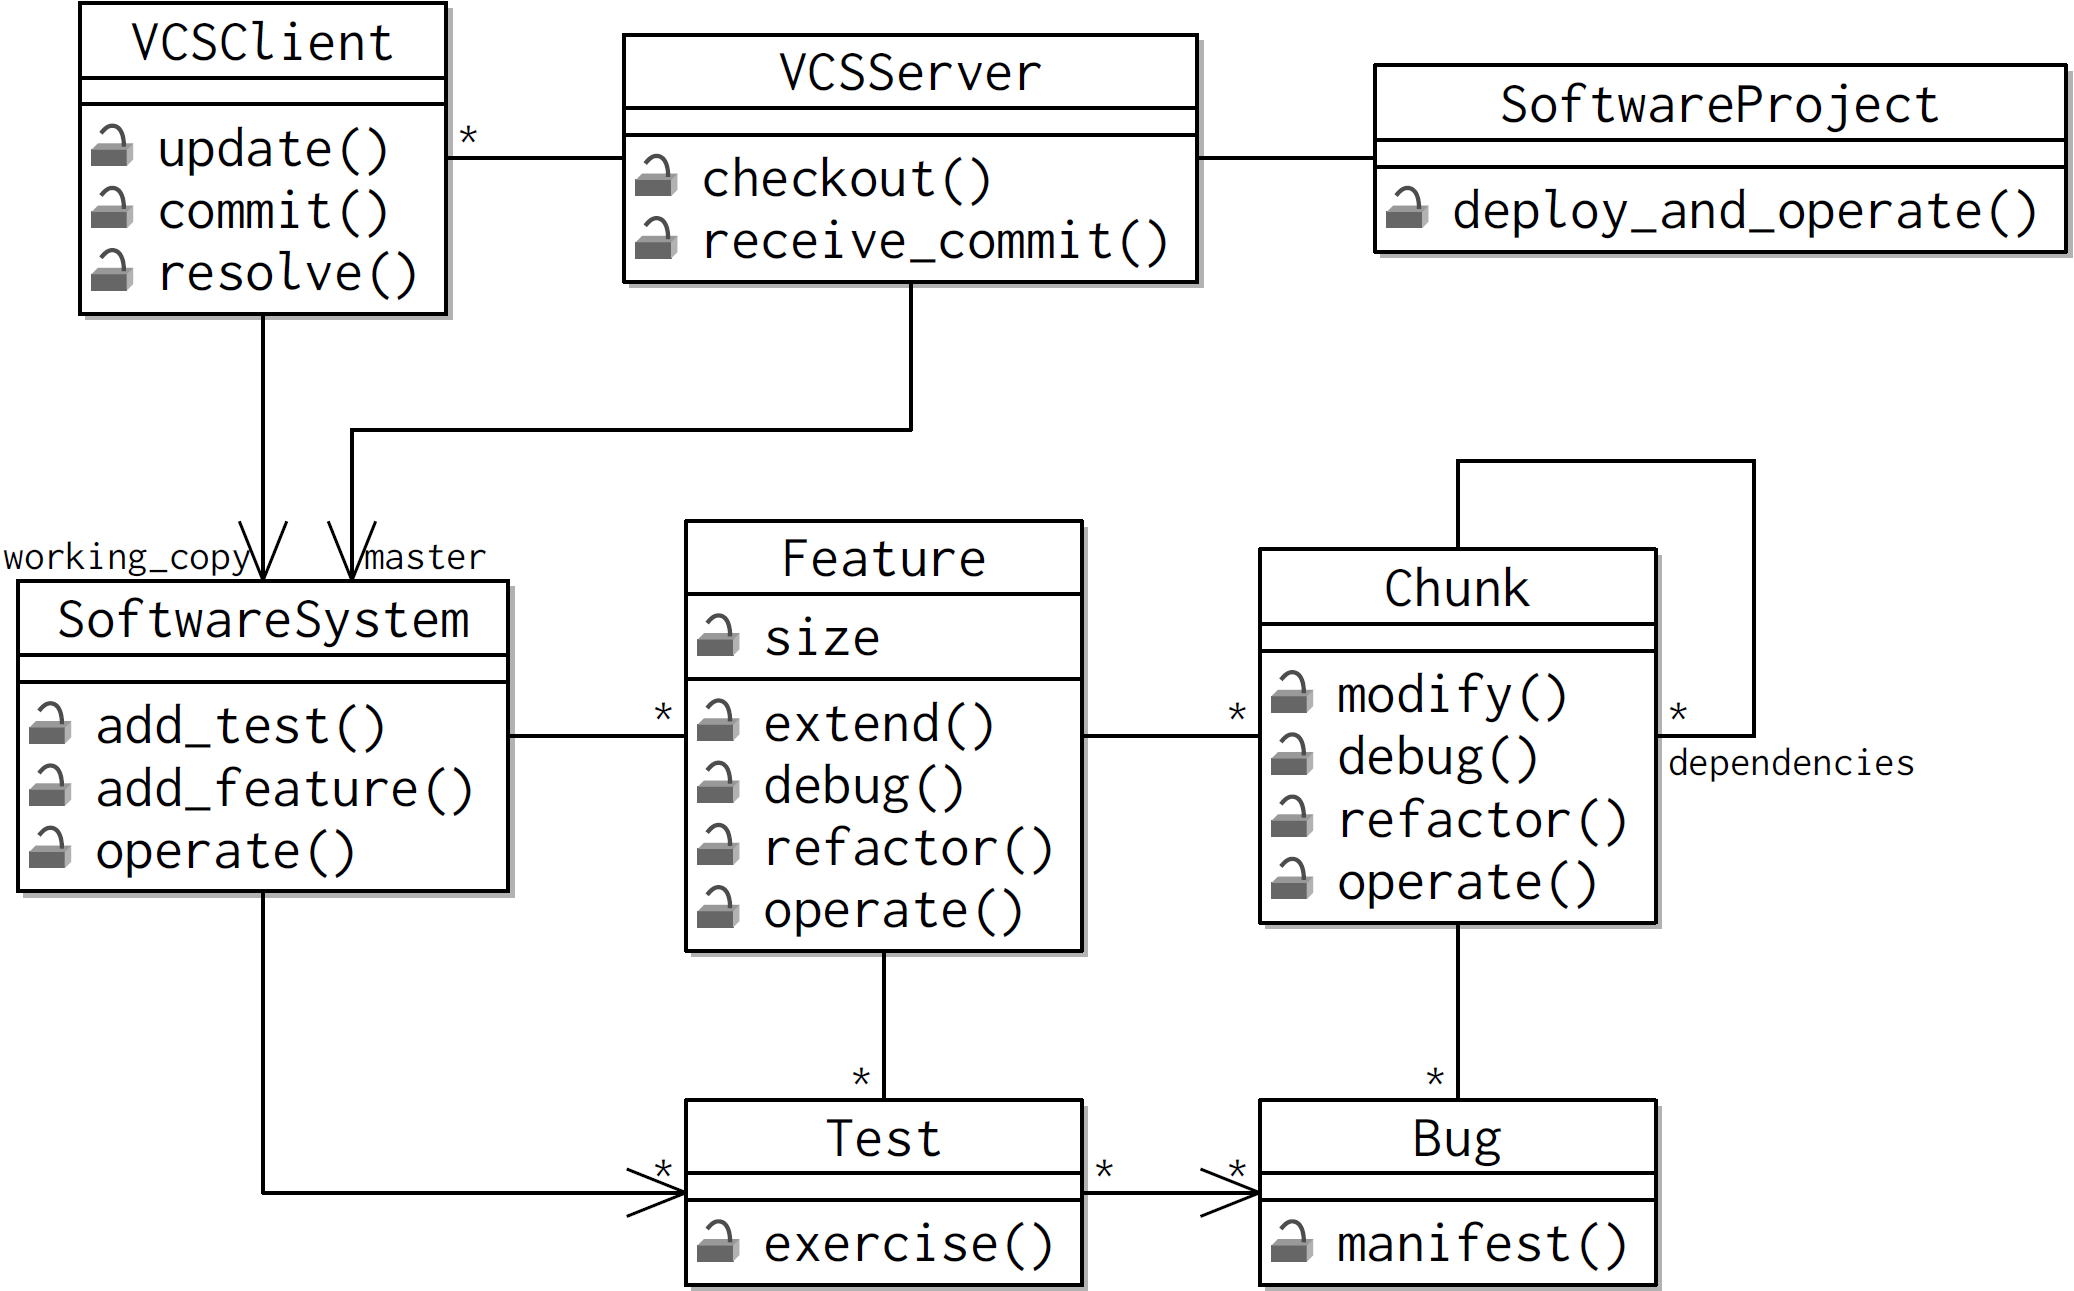 VCSClient
update()
commit()
resolve()
*
VCSServer
checkout()
receive_commit()
SoftwareProject
deploy_and_operate()
working_copy
master
SoftwareSystem
add_test()
add_feature()
operate()
*
Feature
size
extend()
debug()
refactor()
operate()
*
Chunk
modify()
debug()
refactor()
operate()
*
dependencies
*
*
*
Test
exercise()
*
*
Bug
manifest()